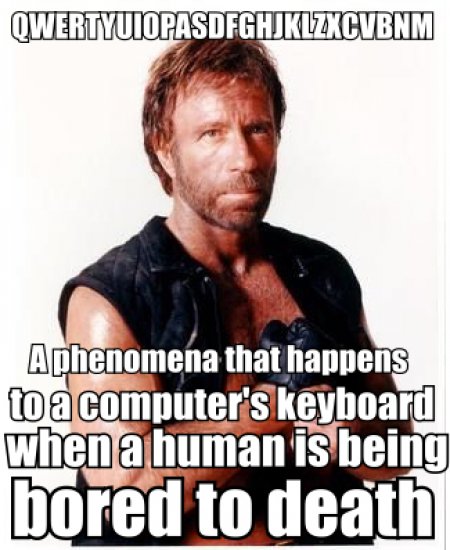 QWERTYUIOPASDFGHJKLZXCVBNM
A phenomena that happens
to a computer's keyboard
when a human is being
bored to death